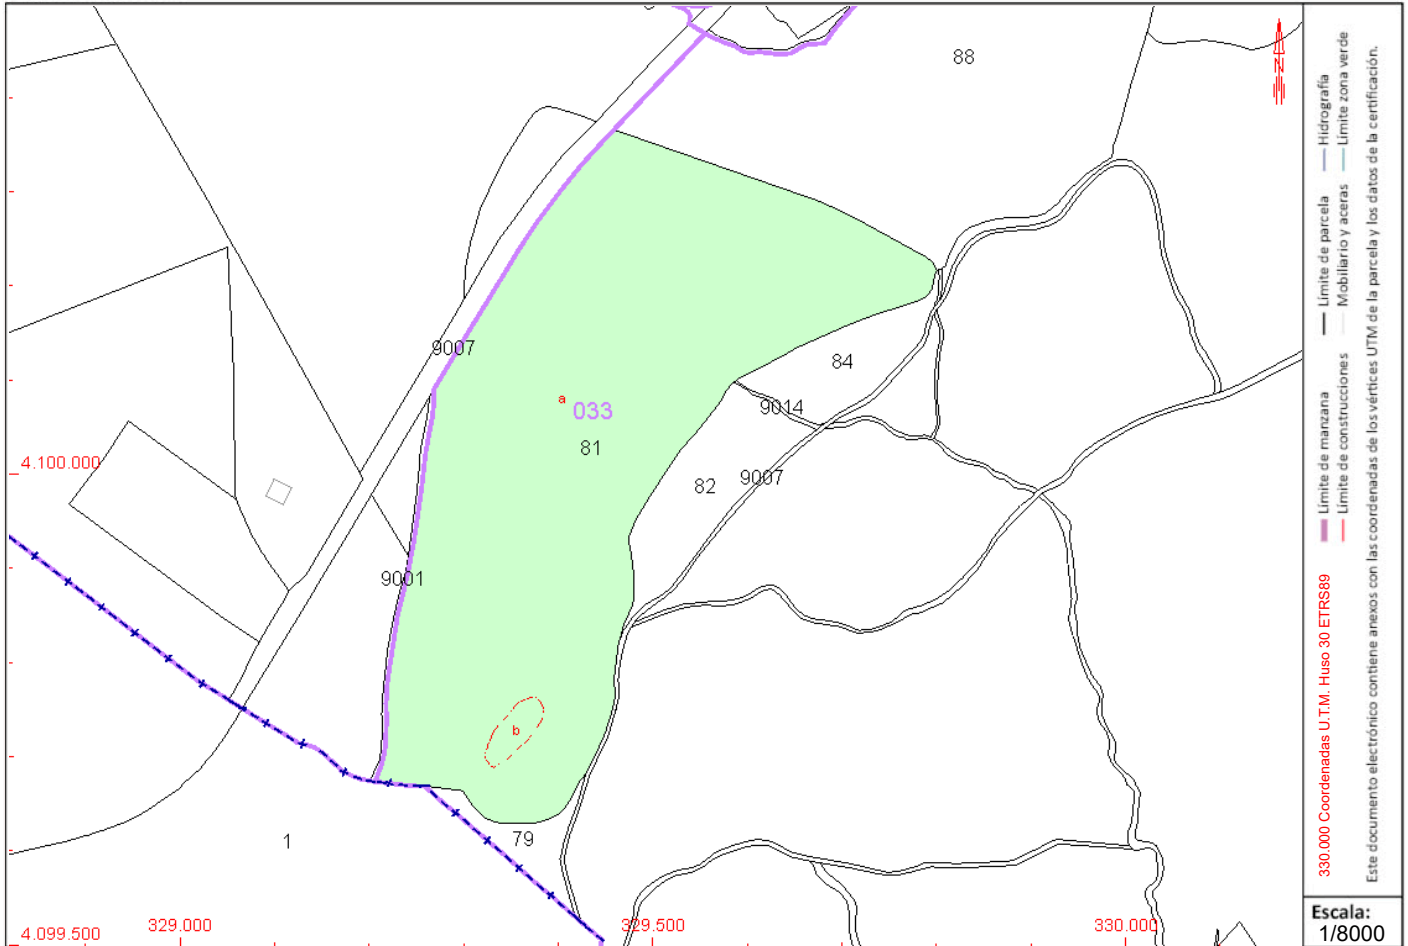 88
9007
84
a
033
9014
81
4.100.000
82
9007
9001
b
79
1
329.000
329.500
330.000
4.099.500
N
Límite de manzana
Límite de parcela
Hidrografía
Límite de construcciones
Mobiliario y aceras
Límite zona verde
330.000 Coordenadas U.T.M. Huso 30 ETRS89
Este documento electrónico contiene anexos con las coordenadas de los vértices UTM de la parcela y los datos de la certificación.
Escala:
1/8000